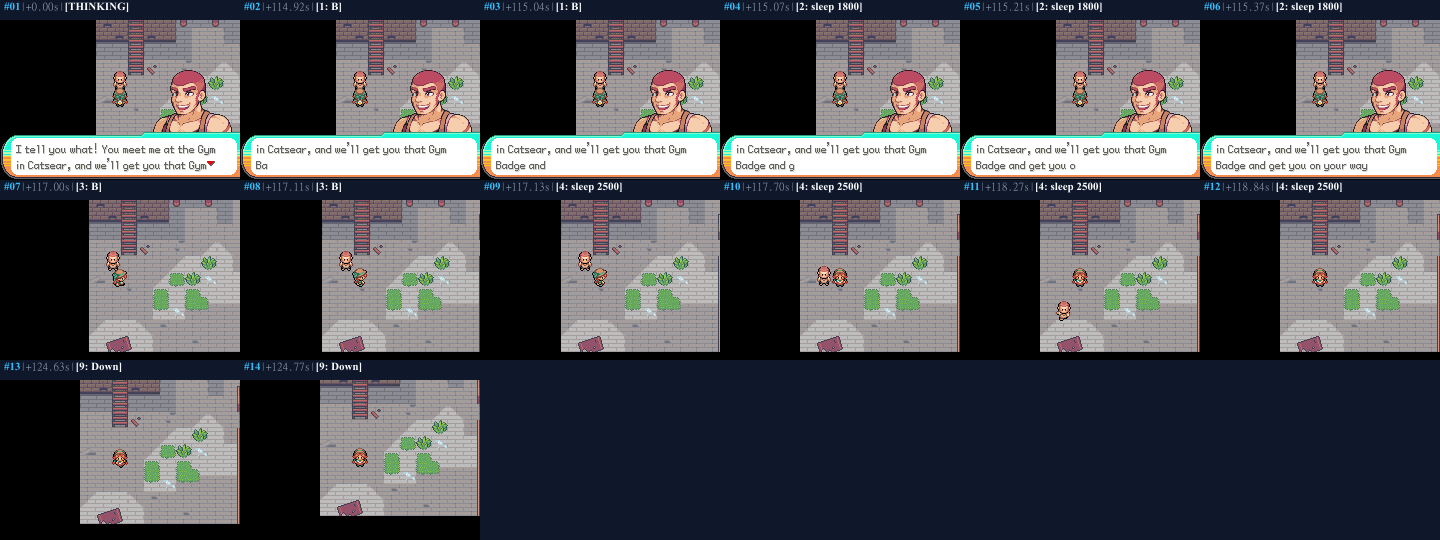 #01|+0.00s|[THINKING]
#02|+114.92s|[1: B]
#03|+115.04s|[1: B]
#04|+115.07s|[2: sleep 1800]
#05|+115.21s|[2: sleep 1800]
#06|+115.37s|[2: sleep 1800]
I tell you what! You meet me at the Gym
in Catsear, and we'll get you that Gym
in Catsear, and we'll get you that Gym
Ba
in Catsear, and we'll get you that Gym
Badge and
in Catsear, and we'll get you that Gym
Badge and g
in Catsear, and we'll get you that Gym
Badge and get you o
in Catsear, and we'll get you that Gym
Badge and get you on your way
#07|+117.00s|[3: B]
#08|+117.11s|[3: B]
#09|+117.13s|[4: sleep 2500]
#10|+117.70s|[4: sleep 2500]
#11|+118.27s|[4: sleep 2500]
#12|+118.84s|[4: sleep 2500]
#13|+124.63s|[9: Down]
#14|+124.77s|[9: Down]